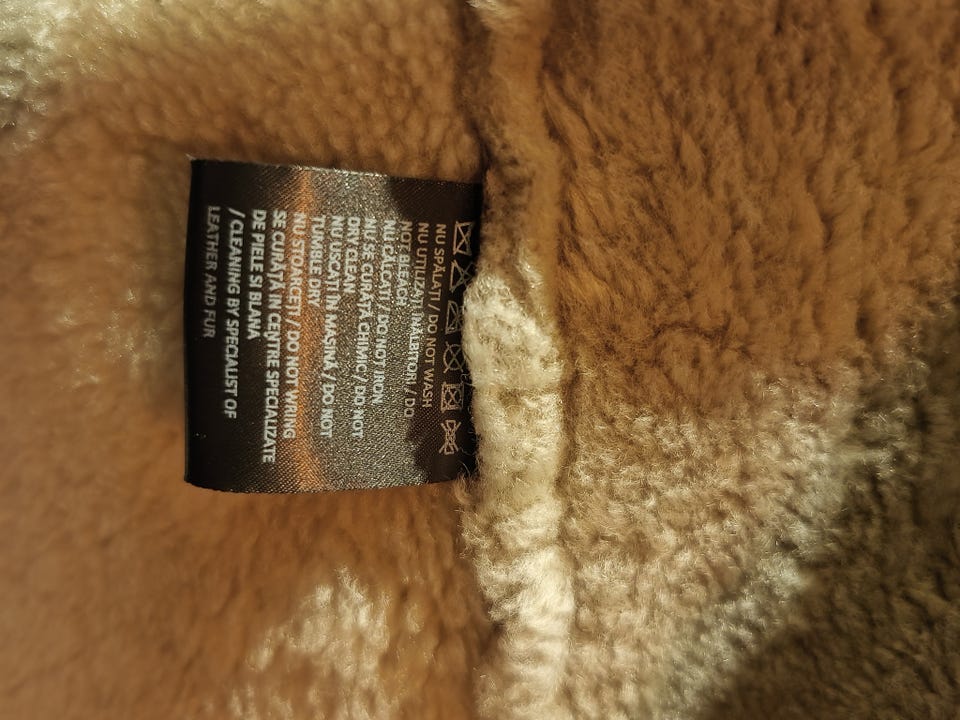 NU SPĂLAȚI / DO NOT WASH
NU UTILIZAȚI INĂLBITORI / DO
NOT BLEACH
NU CĂLCAȚI / DO NOT IRON
NU SE CURĂȚĂ CHIMIC / DO NOT
DRY CLEAN
NU USCAȚI IN MAȘINĂ / DO NOT
TUMBLE DRY
NU STOARCEȚI / DO NOT WRING
SE CURĂȚĂ IN CENTRE SPECIALIZATE
DE PIELE SI BLANĂ
/ CLEANING BY SPECIALIST OF
LEATHER AND FUR